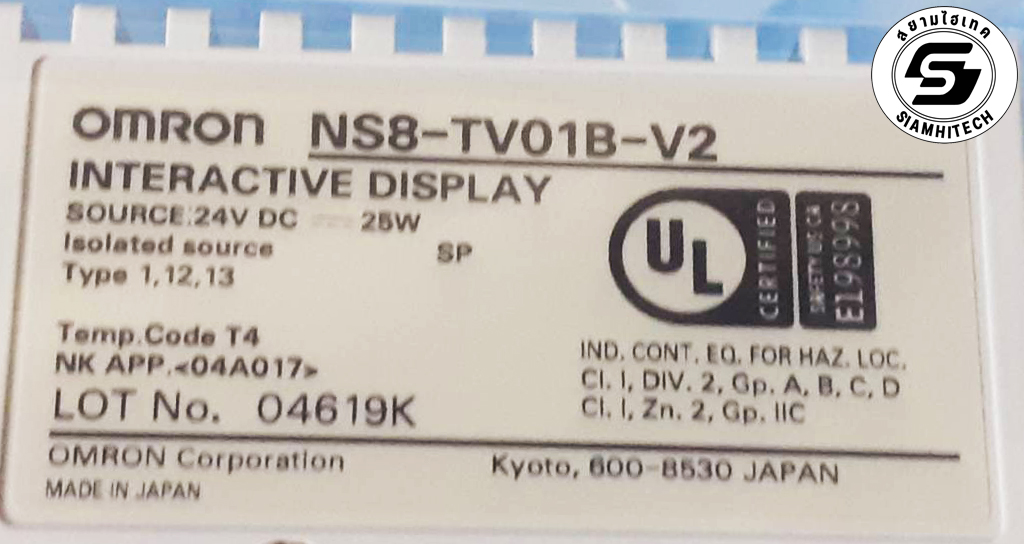 สยามไฮเทค
SIAMHITECH
OMRON NS8-TV01B-V2
INTERACTIVE DISPLAY
SOURCE:24V DC 25W
Isolated source SP
Type 1,12,13
UL CERTIFIED
SAFETY US CA
E198998
Temp.Code T4
NK APP.<04A017>
LOT No. 04619K
IND. CONT. EQ. FOR HAZ. LOC.
Cl. I, DIV. 2, Gp. A, B, C, D
Cl. I, Zn. 2, Gp. IIC
OMRON Corporation Kyoto, 600-8530 JAPAN
MADE IN JAPAN